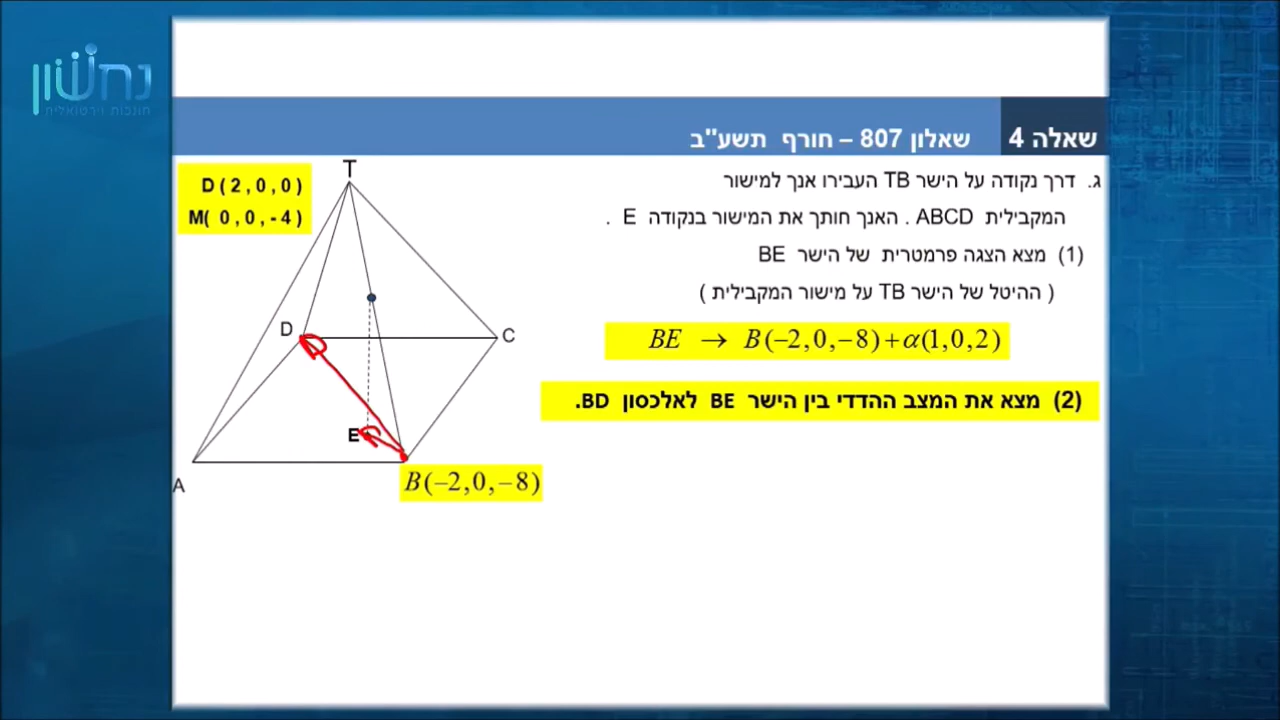 נחשון
חונכות וירטואלית
שאלה 4
שאלון 807 – חורף תשע"ב
D ( 2 , 0 , 0 )
M( 0 , 0 , - 4 )
ג. דרך נקודה על הישר TB העבירו אנך למישור
המקבילית ABCD . האנך חותך את המישור בנקודה E .
(1) מצא הצגה פרמטרית של הישר BE
( ההיטל של הישר TB על מישור המקבילית )
BE → B(−2,0,−8)+α(1,0,2)
(2) מצא את המצב ההדדי בין הישר BE לאלכסון BD.
T
D
C
E
A
B(−2,0,−8)